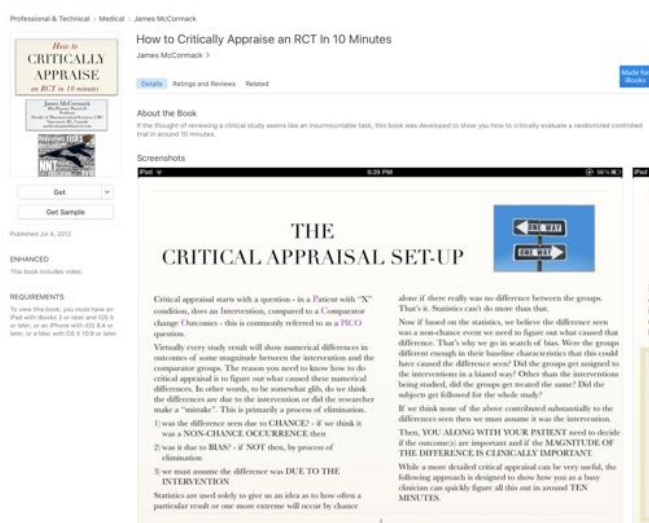 Professional & Technical › Medical › James McCormack
How to
CRITICALLY
APPRAISE
an RCT in 10 minutes
James McCormack
NNT
Get
Get Sample
Published Jul 4, 2012
ENHANCED
This book includes video.
REQUIREMENTS
To view this book, you must have an
iPad with iBooks 2 or later and iOS 5
or later, or an iPhone with iOS 8.4 or
later, or a Mac with OS X 10.9 or later.
How to Critically Appraise an RCT In 10 Minutes
James McCormack >
Details
Ratings and Reviews
Related
Made for
iBooks
About the Book
If the thought of reviewing a clinical study seems like an insurmountable task, this book was developed to show you how to critically evaluate a randomized controlled
trial in around 10 minutes.
Screenshots
iPad
8:39 PM
iPad
THE
CRITICAL APPRAISAL SET-UP
ONE WAY
ONE WAY
Critical appraisal starts with a question - in a Patient with “X”
condition, does an Intervention, compared to a Comparator
change Outcomes - this is commonly referred to as a PICO
question.
Virtually every study result will show numerical differences in
outcomes of some magnitude between the intervention and the
comparator groups. The reason you need to know how to do
critical appraisal is to figure out what caused these numerical
differences. In other words, to be somewhat glib, do we think
the differences are due to the intervention or did the researcher
make a “mistake”. This is primarily a process of elimination.
1) was the difference seen due to CHANCE? - if we think it
was a NON-CHANCE OCCURRENCE then
2) was it due to BIAS? - if NOT then, by process of
elimination
3) we must assume the difference was DUE TO THE
INTERVENTION
Statistics are used solely to give us an idea as to how often a
particular result or one more extreme will occur by chance
alone if there really was no difference between the groups.
That’s it. Statistics can’t do more than that.
Now if based on the statistics, we believe the difference seen
was a non-chance event we need to figure out what caused that
difference. That’s why we go in search of bias. Were the groups
different enough in their baseline characteristics that this could
have caused the difference seen? Did the groups get assigned to
the interventions in a biased way? Other than the interventions
being studied, did the groups get treated the same? Did the
subjects get followed for the whole study?
If we think none of the above contributed substantially to the
differences seen then we must assume it was the intervention.
Then, YOU ALONG WITH YOUR PATIENT need to decide
if the outcome(s) are important and if the MAGNITUDE OF
THE DIFFERENCE IS CLINICALLY IMPORTANT.
While a more detailed critical appraisal can be very useful, the
following approach is designed to show how you as a busy
clinician can quickly figure all this out in around TEN
MINUTES.